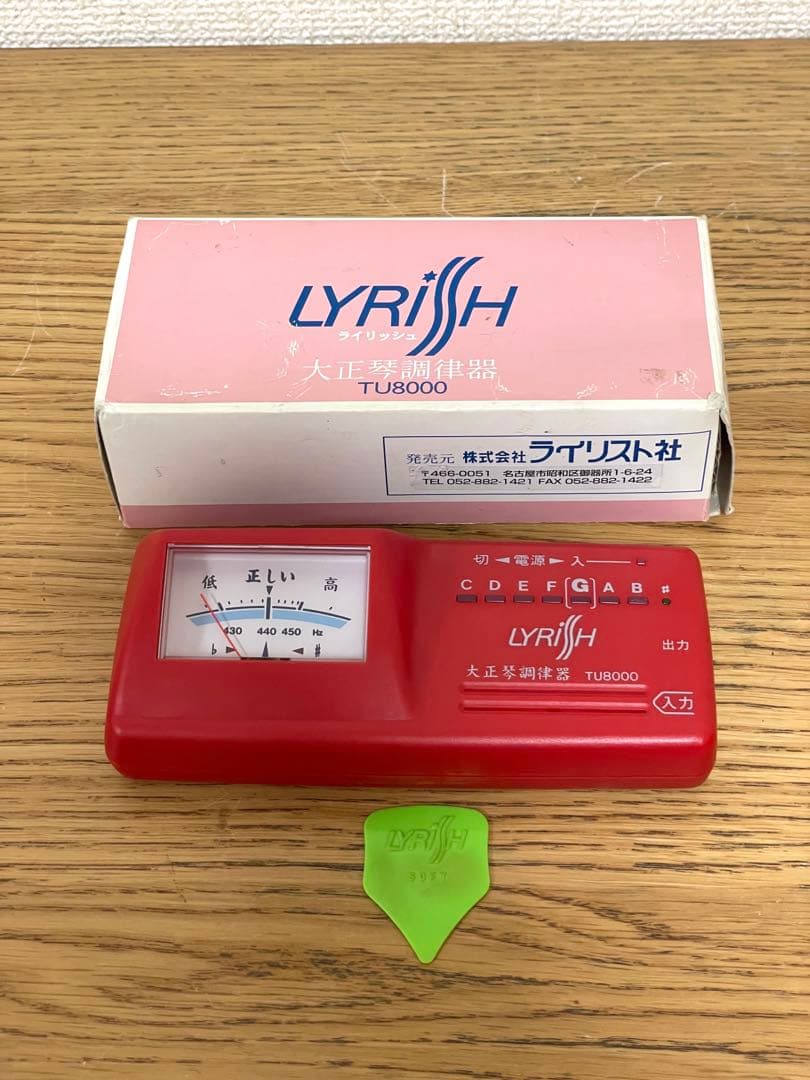 LYRiSH
ライリッシュ
大正琴調律器
TU8000
発売元 株式会社ライリスト社
〒466-0051 名古屋市昭和区御器所1-6-24
TEL 052-882-1421 FAX 052-882-1422
低 正しい 高
430 440 450 Hz
♭ ▶ ◀ ♯
切 ◀ 電源 ▶ 入
C D E F G A B ♯
LYRiSH
出力
大正琴調律器 TU8000
入力
LYRiSH
SOFT